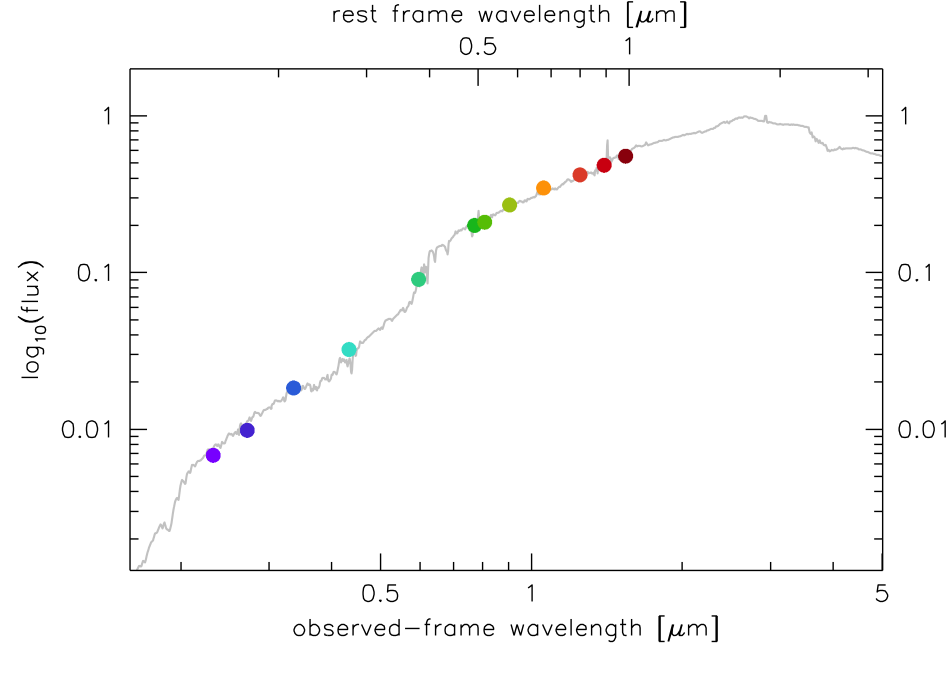 rest frame wavelength [μm]
0.5 1
1 1
0.1 0.1
0.01 0.01
log10(flux)
0.5 1 5
observed-frame wavelength [μm]